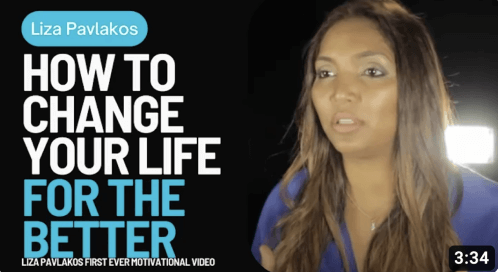 Liza Pavlakos
HOW TO
CHANGE
YOUR LIFE
FOR THE
BETTER
LIZA PAVLAKOS FIRST EVER MOTIVATIONAL VIDEO
3:34